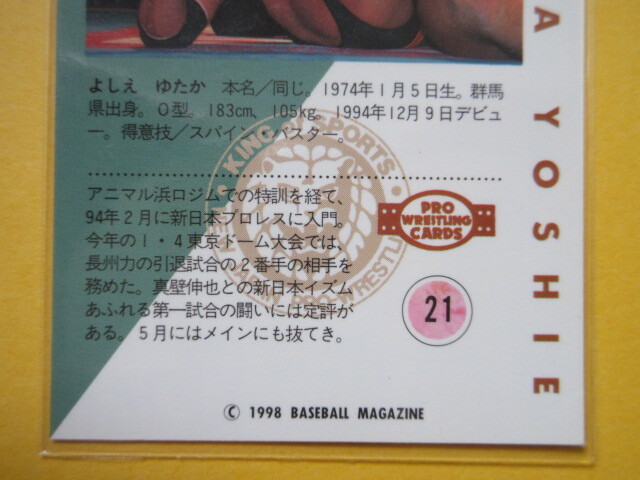 よしえ ゆたか 本名/同じ。1974年1月5日生。群馬
県出身。O型。183cm、105kg。1994年12月9日デビュ
ー。得意技/スパイダーバスター。
アニマル浜口ジムでの特訓を経て、
94年2月に新日本プロレスに入門。
今年の1・4東京ドーム大会では、
長州力の引退試合の2番手の相手を
務めた。真壁伸也との新日本イズム
あふれる第一試合の闘いには定評が
ある。5月にはメインにも抜てき。
KING OF SPORTS
PRO
WRESTLING
CARDS
21
© 1998 BASEBALL MAGAZINE
A YOSHIE